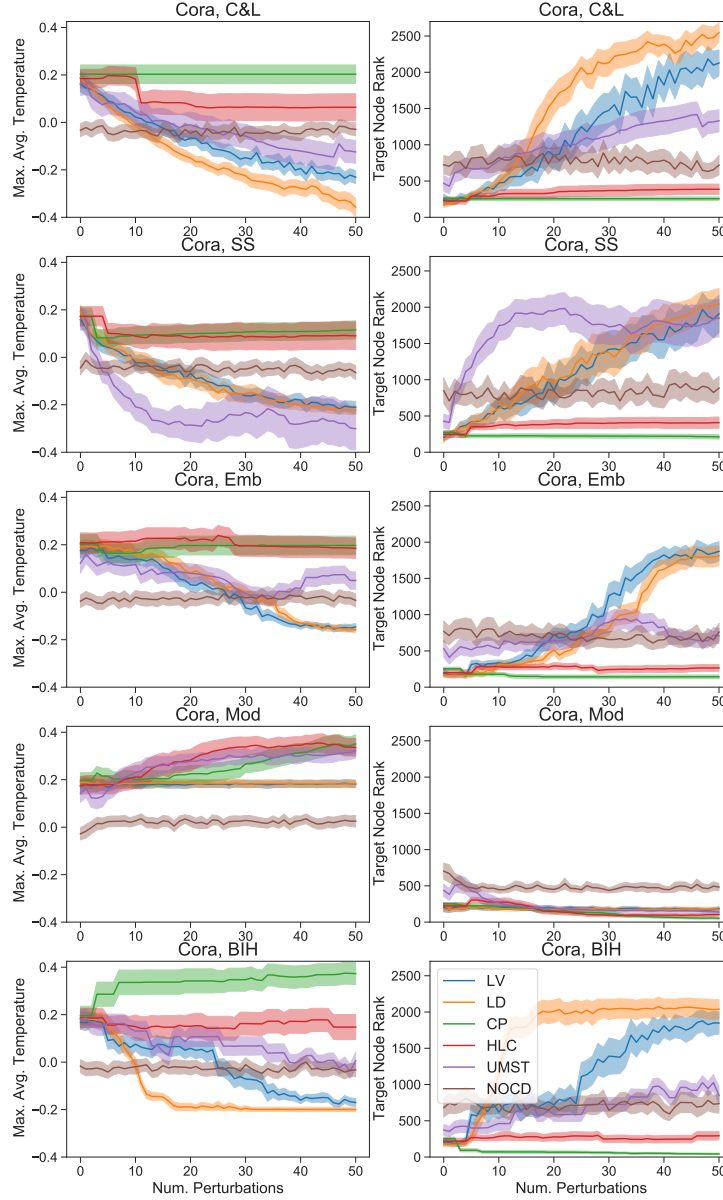 Cora, C&L
Cora, C&L
Max. Avg. Temperature
0.4
0.2
0.0
−0.2
−0.4
0 10 20 30 40 50
Target Node Rank
2500
2000
1500
1000
500
0
0 10 20 30 40 50
Cora, SS
Cora, SS
Max. Avg. Temperature
0.4
0.2
0.0
−0.2
−0.4
0 10 20 30 40 50
Target Node Rank
2500
2000
1500
1000
500
0
0 10 20 30 40 50
Cora, Emb
Cora, Emb
Max. Avg. Temperature
0.4
0.2
0.0
−0.2
−0.4
0 10 20 30 40 50
Target Node Rank
2500
2000
1500
1000
500
0
0 10 20 30 40 50
Cora, Mod
Cora, Mod
Max. Avg. Temperature
0.4
0.2
0.0
−0.2
−0.4
0 10 20 30 40 50
Target Node Rank
2500
2000
1500
1000
500
0
0 10 20 30 40 50
Cora, BIH
Cora, BIH
Max. Avg. Temperature
0.4
0.2
0.0
−0.2
−0.4
0 10 20 30 40 50
Num. Perturbations
Target Node Rank
2500
2000
1500
1000
500
0
LV
LD
CP
HLC
UMST
NOCD
0 10 20 30 40 50
Num. Perturbations